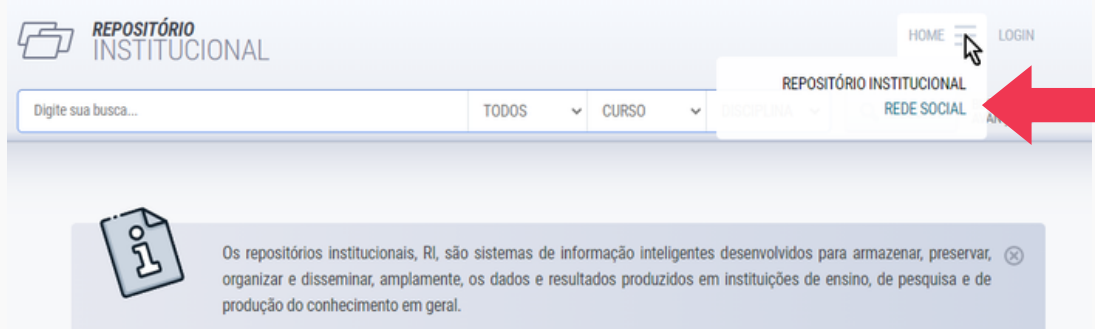 REPOSITÓRIO
INSTITUCIONAL
HOME
LOGIN
REPOSITÓRIO INSTITUCIONAL
REDE SOCIAL
Digite sua busca...
TODOS
CURSO
DISCIPLINA
Os repositórios institucionais, RI, são sistemas de informação inteligentes desenvolvidos para armazenar, preservar,
organizar e disseminar, amplamente, os dados e resultados produzidos em instituições de ensino, de pesquisa e de
produção do conhecimento em geral.